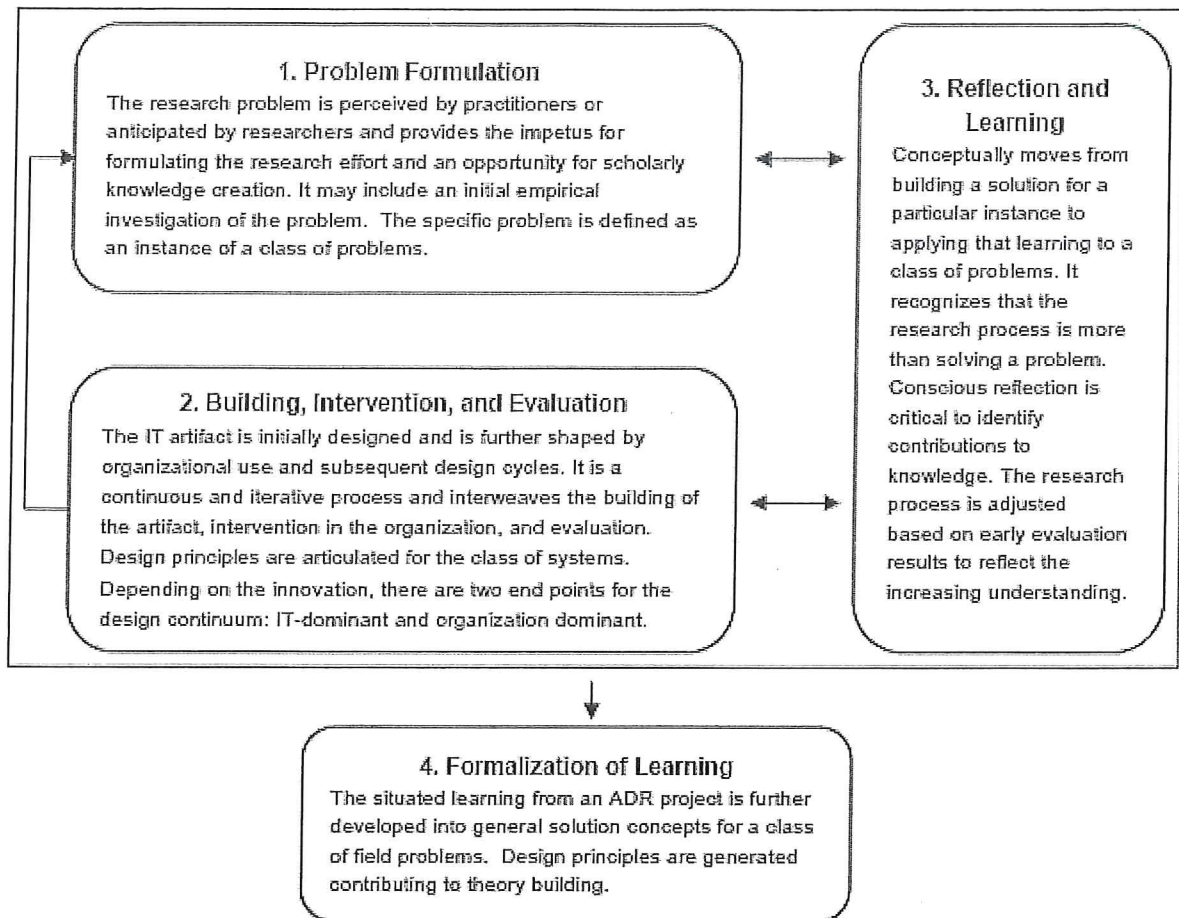 1. Problem Formulation
The research problem is perceived by practitioners or
anticipated by researchers and provides the impetus for
formulating the research effort and an opportunity for scholarly
knowledge creation. It may include an initial empirical
investigation of the problem. The specific problem is defined as
an instance of a class of problems.
2. Building, Intervention, and Evaluation
The IT artifact is initially designed and is further shaped by
organizational use and subsequent design cycles. It is a
continuous and iterative process and interweaves the building of
the artifact, intervention in the organization, and evaluation.
Design principles are articulated for the class of systems.
Depending on the innovation, there are two end points for the
design continuum: IT-dominant and organization dominant.
3. Reflection and
Learning
Conceptually moves from
building a solution for a
particular instance to
applying that learning to a
class of problems. It
recognizes that the
research process is more
than solving a problem.
Conscious reflection is
critical to identify
contributions to
knowledge. The research
process is adjusted
based on early evaluation
results to reflect the
increasing understanding.
4. Formalization of Learning
The situated learning from an ADR project is further
developed into general solution concepts for a class
of field problems. Design principles are generated
contributing to theory building.